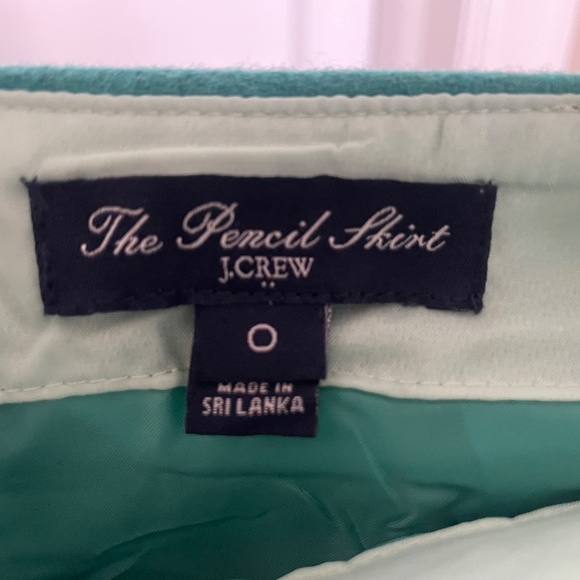 The Pencil Skirt
J.CREW
0
MADE IN
SRI LANKA